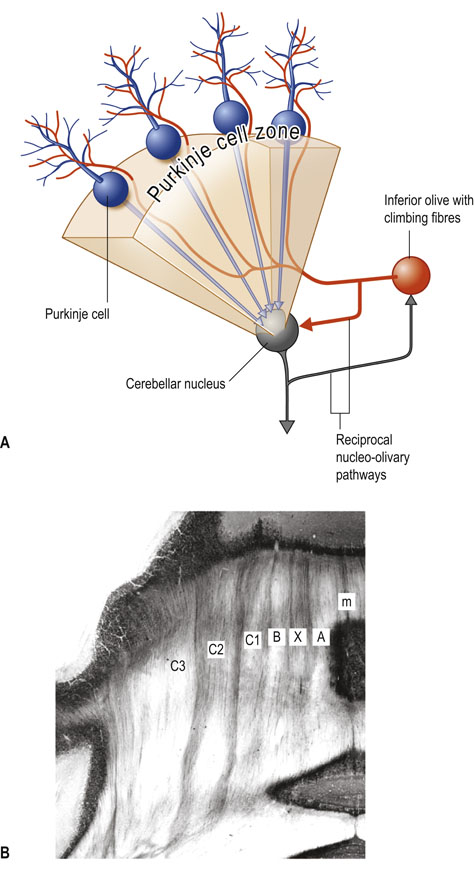 Purkinje cell zone
Inferior olive with
climbing fibres
Purkinje cell
Cerebellar nucleus
Reciprocal
nucleo-olivary
pathways
A
m
C3
C2
C1
B
X
A
B